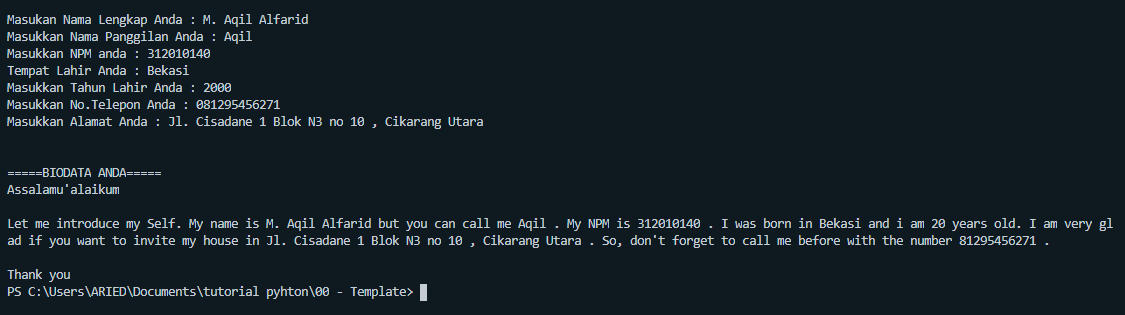 Masukan Nama Lengkap Anda : M. Aqil Alfarid
Masukkan Nama Panggilan Anda : Aqil
Masukkan NPM anda : 312010140
Tempat Lahir Anda : Bekasi
Masukkan Tahun Lahir Anda : 2000
Masukkan No.Telepon Anda : 081295456271
Masukkan Alamat Anda : Jl. Cisadane 1 Blok N3 no 10 , Cikarang Utara
=====BIODATA ANDA=====
Assalamu'alaikum
Let me introduce my Self. My name is M. Aqil Alfarid but you can call me Aqil . My NPM is 312010140 . I was born in Bekasi and i am 20 years old. I am very gl
ad if you want to invite my house in Jl. Cisadane 1 Blok N3 no 10 , Cikarang Utara . So, don't forget to call me before with the number 81295456271 .
Thank you
PS C:\Users\ARIED\Documents\tutorial pyhton\00 - Template>